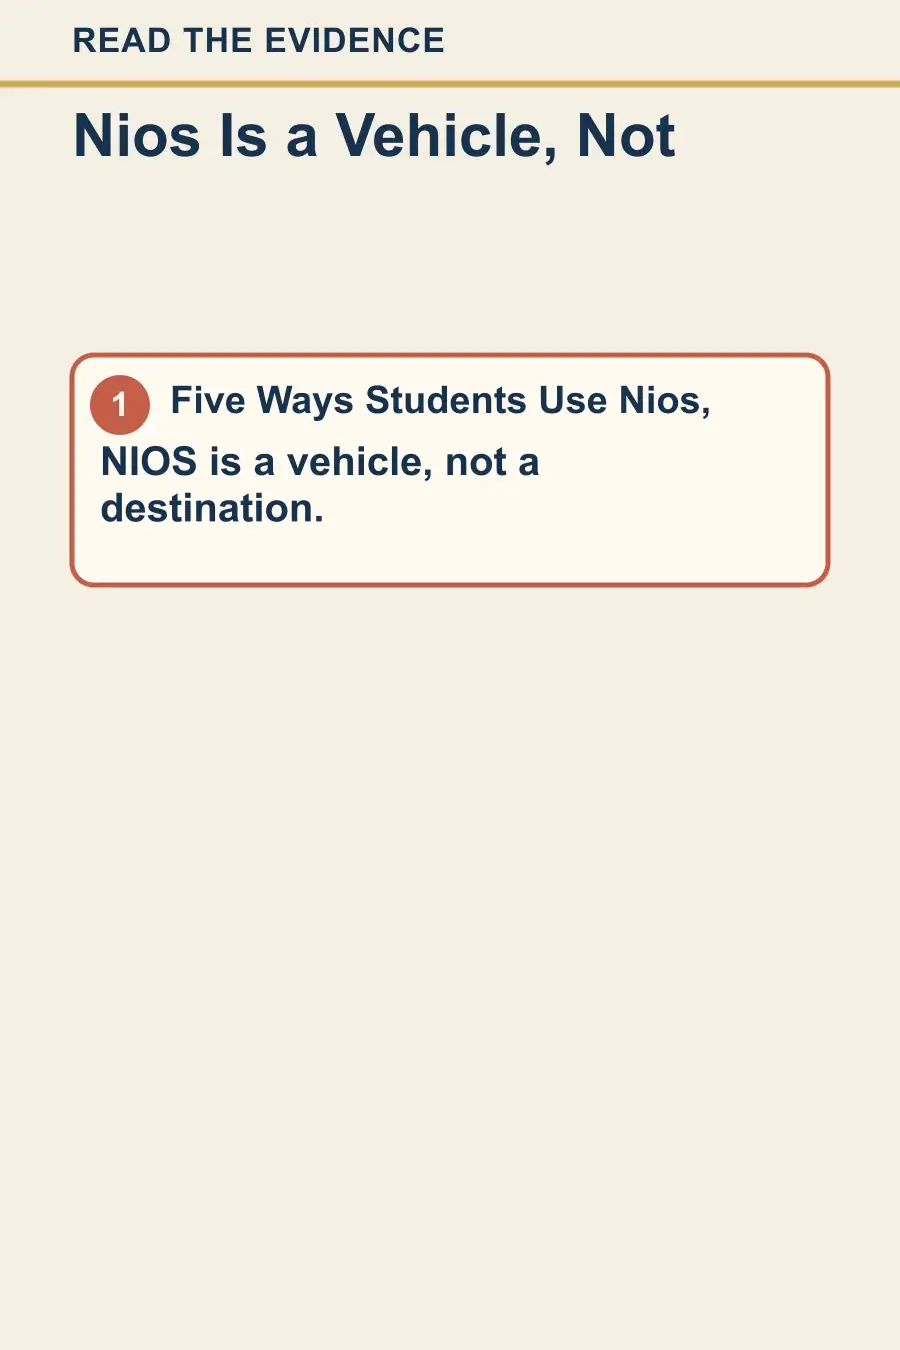 READ THE EVIDENCE
Nios Is a Vehicle, Not
1 Five Ways Students Use Nios,
NIOS is a vehicle, not a
destination.